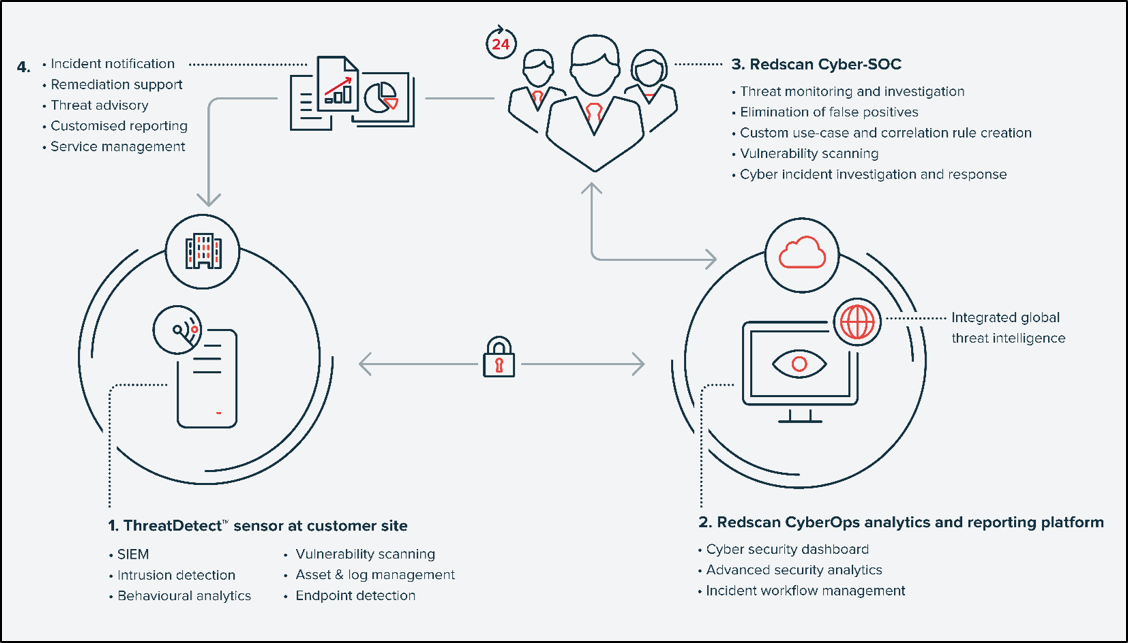 4.
• Incident notification
• Remediation support
• Threat advisory
• Customised reporting
• Service management
24
3. Redscan Cyber-SOC
• Threat monitoring and investigation
• Elimination of false positives
• Custom use-case and correlation rule creation
• Vulnerability scanning
• Cyber incident investigation and response
Integrated global
threat intelligence
1. ThreatDetect™ sensor at customer site
• SIEM
• Intrusion detection
• Behavioural analytics
• Vulnerability scanning
• Asset & log management
• Endpoint detection
2. Redscan CyberOps analytics and reporting platform
• Cyber security dashboard
• Advanced security analytics
• Incident workflow management